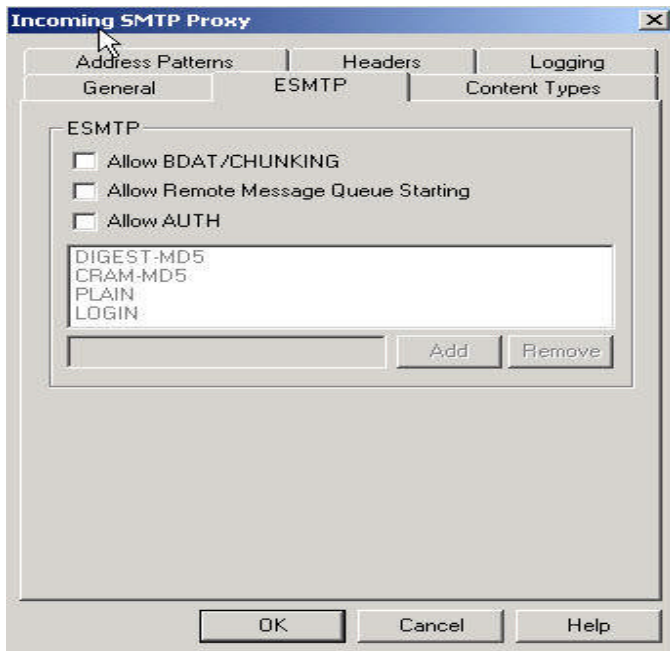 Incoming SMTP Proxy
Address Patterns
Headers
Logging
General
ESMTP
Content Types
ESMTP
Allow BDAT/CHUNKING
Allow Remote Message Queue Starting
Allow AUTH
DIGEST-MD5
CRAM-MD5
PLAIN
LOGIN
Add
Remove
OK
Cancel
Help